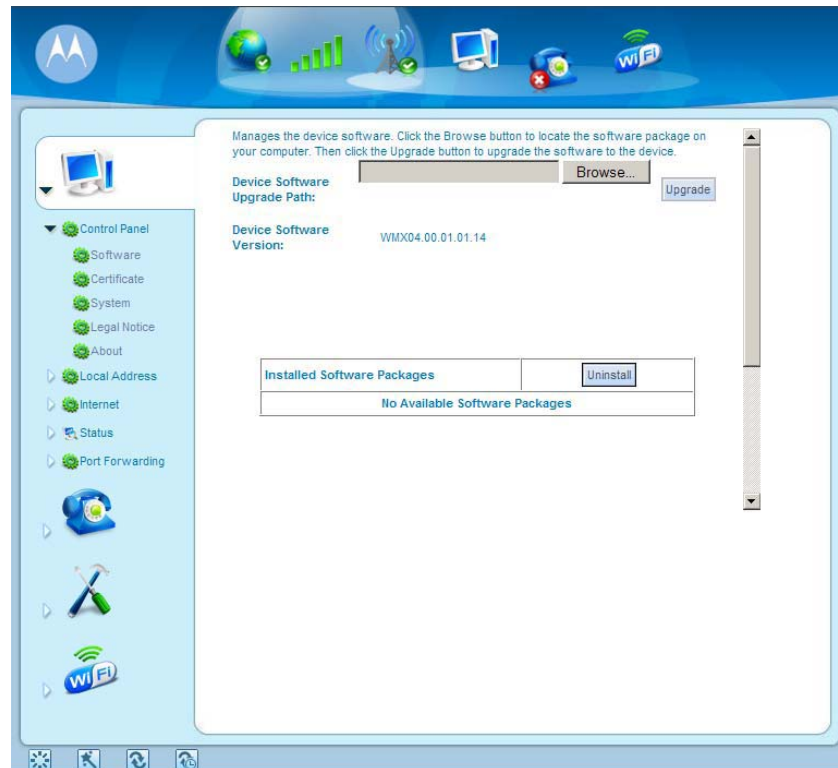 WiFi
Manages the device software. Click the Browse button to locate the software package on
your computer. Then click the Upgrade button to upgrade the software to the device.
Device Software
Upgrade Path:
Browse...
Upgrade
Device Software
Version:
WMX04.00.01.01.14
Installed Software Packages
Uninstall
No Available Software Packages
Control Panel
Software
Certificate
System
Legal Notice
About
Local Address
Internet
Status
Port Forwarding
WiFi